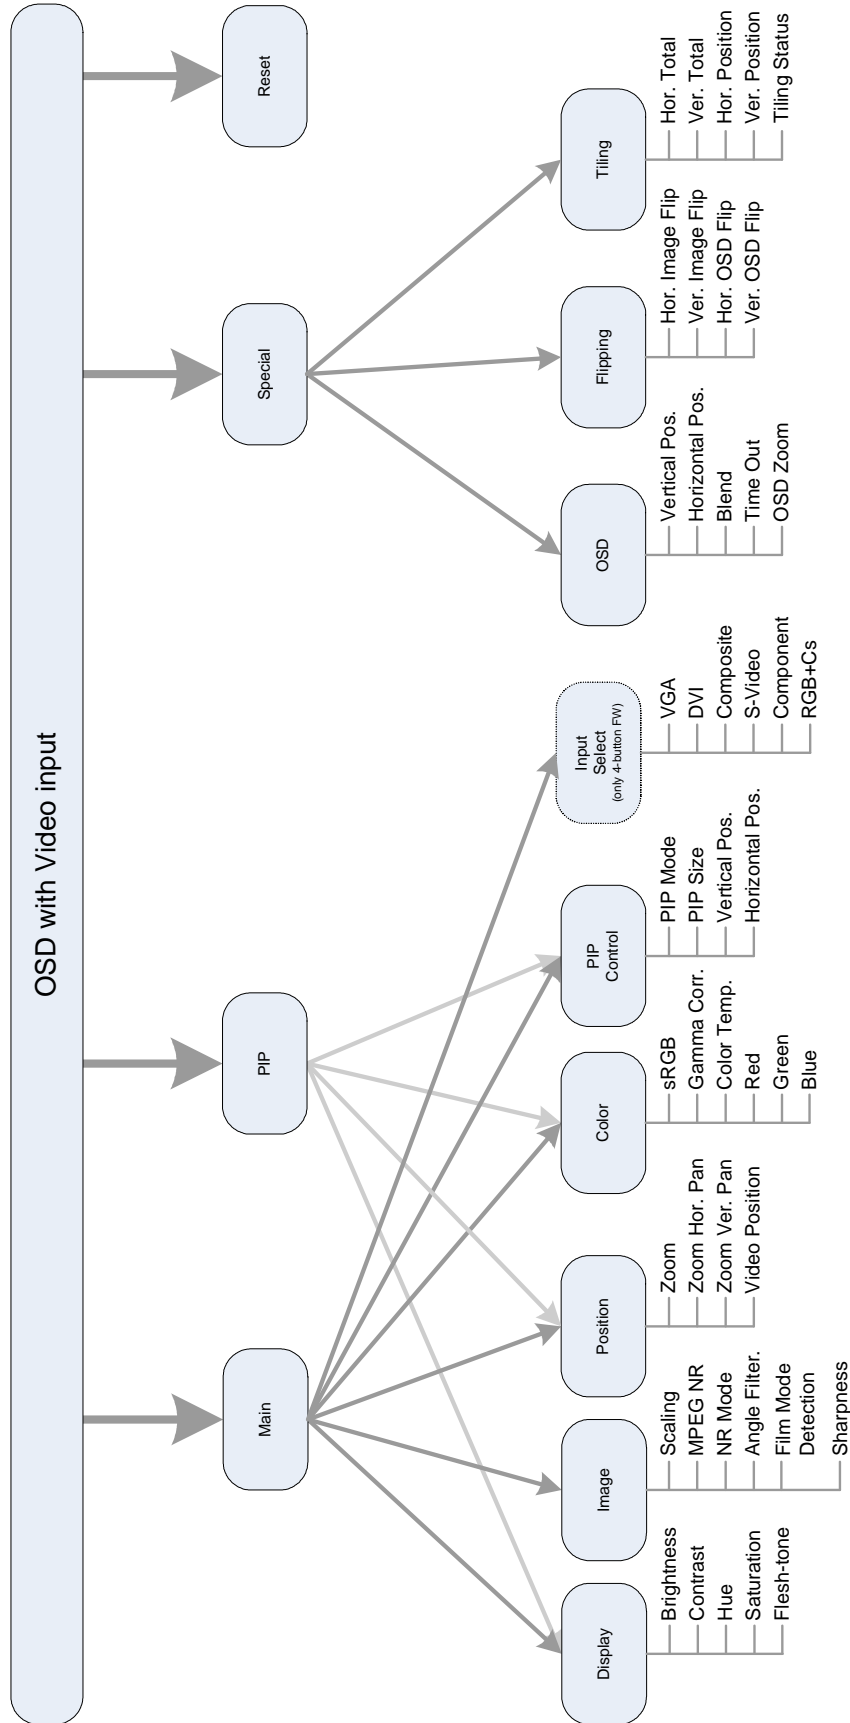 OSD with Video input
Main
PIP
Special
Reset
Display
Brightness
Contrast
Hue
Saturation
Flesh-tone
Image
Scaling
MPEG NR
NR Mode
Angle Filter.
Film Mode
Detection
Sharpness
Position
Zoom
Zoom Hor. Pan
Zoom Ver. Pan
Video Position
Color
sRGB
Gamma Corr.
Color Temp.
Red
Green
Blue
PIP
Control
PIP Mode
PIP Size
Vertical Pos.
Horizontal Pos.
Input
Select
(only 4-button FW)
VGA
DVI
Composite
S-Video
Component
RGB+Cs
OSD
Vertical Pos.
Horizontal Pos.
Blend
Time Out
OSD Zoom
Flipping
Hor. Image Flip
Ver. Image Flip
Hor. OSD Flip
Ver. OSD Flip
Tiling
Hor. Total
Ver. Total
Hor. Position
Ver. Position
Tiling Status